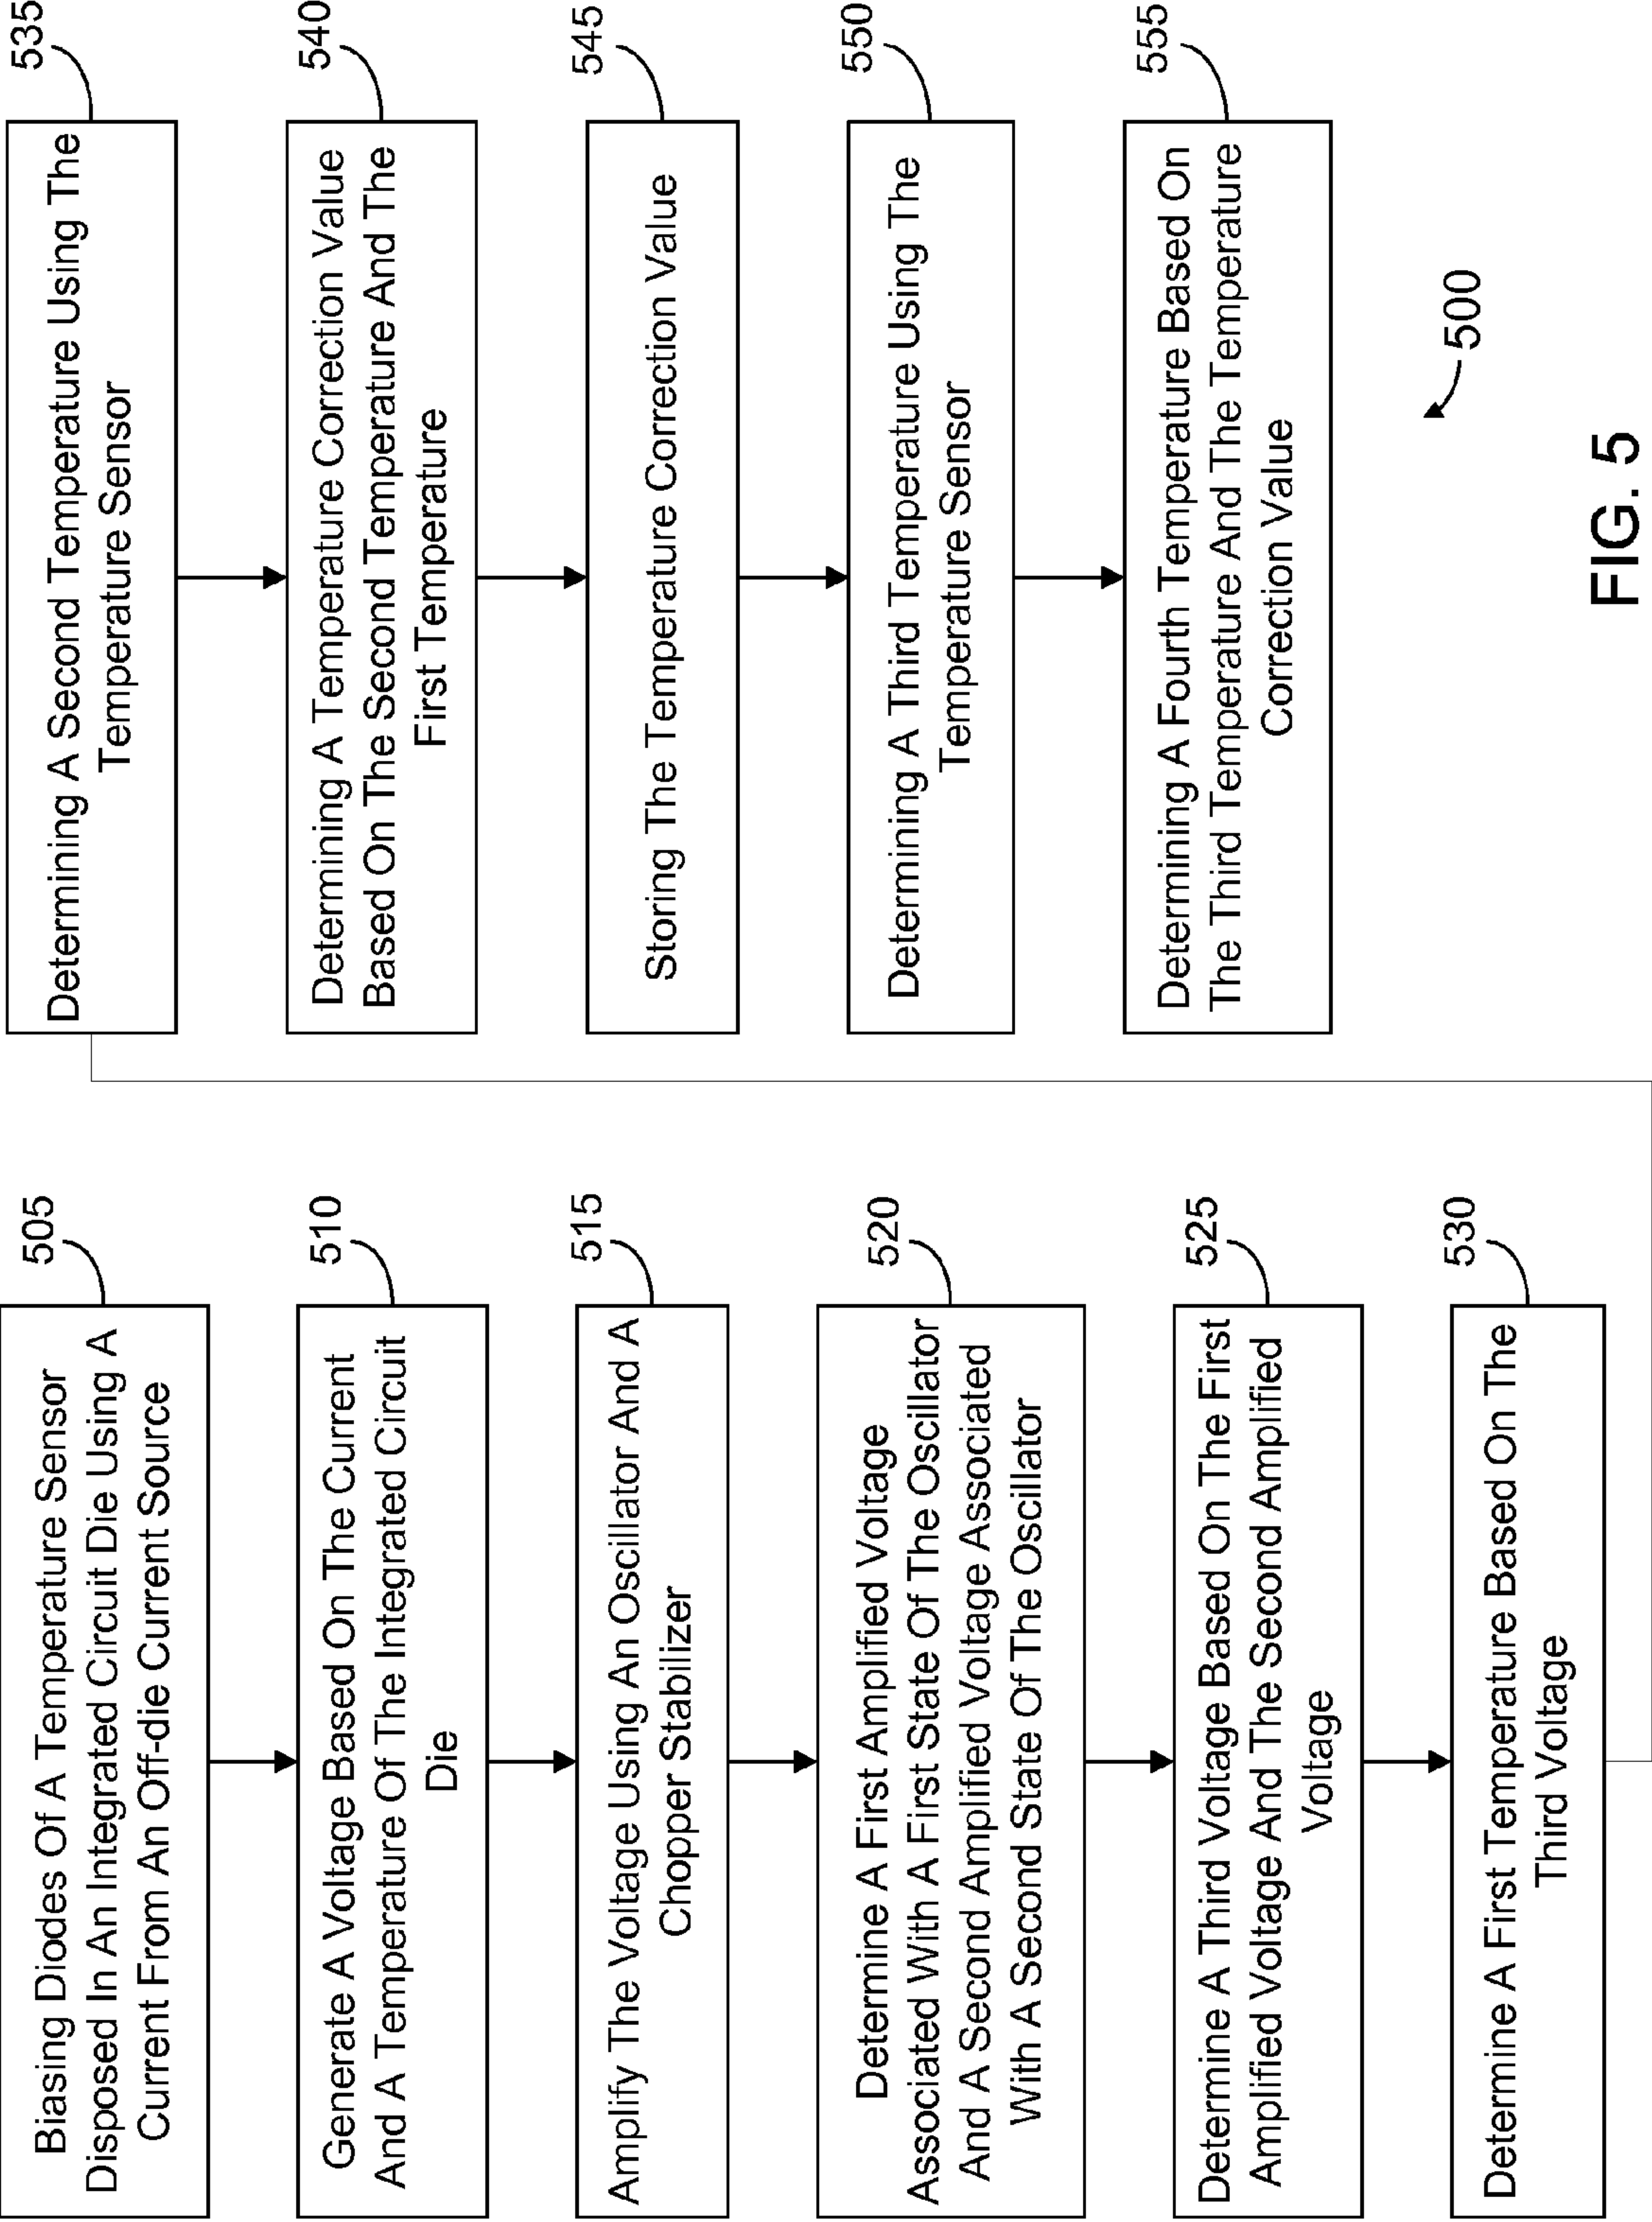 505
Biasing Diodes Of A Temperature Sensor
Disposed In An Integrated Circuit Die Using A
Current From An Off-die Current Source
510
Generate A Voltage Based On The Current
And A Temperature Of The Integrated Circuit
Die
515
Amplify The Voltage Using An Oscillator And A
Chopper Stabilizer
520
Determine A First Amplified Voltage
Associated With A First State Of The Oscillator
And A Second Amplified Voltage Associated
With A Second State Of The Oscillator
525
Determine A Third Voltage Based On The First
Amplified Voltage And The Second Amplified
Voltage
530
Determine A First Temperature Based On The
Third Voltage
535
Determining A Second Temperature Using The
Temperature Sensor
540
Determining A Temperature Correction Value
Based On The Second Temperature And The
First Temperature
545
Storing The Temperature Correction Value
550
Determining A Third Temperature Using The
Temperature Sensor
555
Determining A Fourth Temperature Based On
The Third Temperature And The Temperature
Correction Value
500
FIG. 5